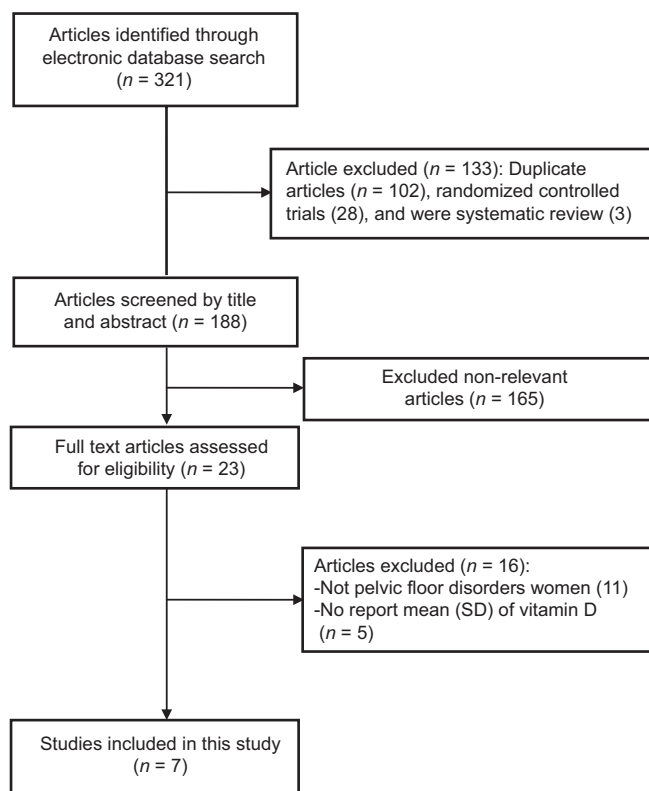 Articles identified through
electronic database search
(n = 321)
Article excluded (n = 133): Duplicate
articles (n = 102), randomized controlled
trials (28), and were systematic review (3)
Articles screened by title
and abstract (n = 188)
Excluded non-relevant
articles (n = 165)
Full text articles assessed
for eligibility (n = 23)
Articles excluded (n = 16):
-Not pelvic floor disorders women (11)
-No report mean (SD) of vitamin D
(n = 5)
Studies included in this study
(n = 7)